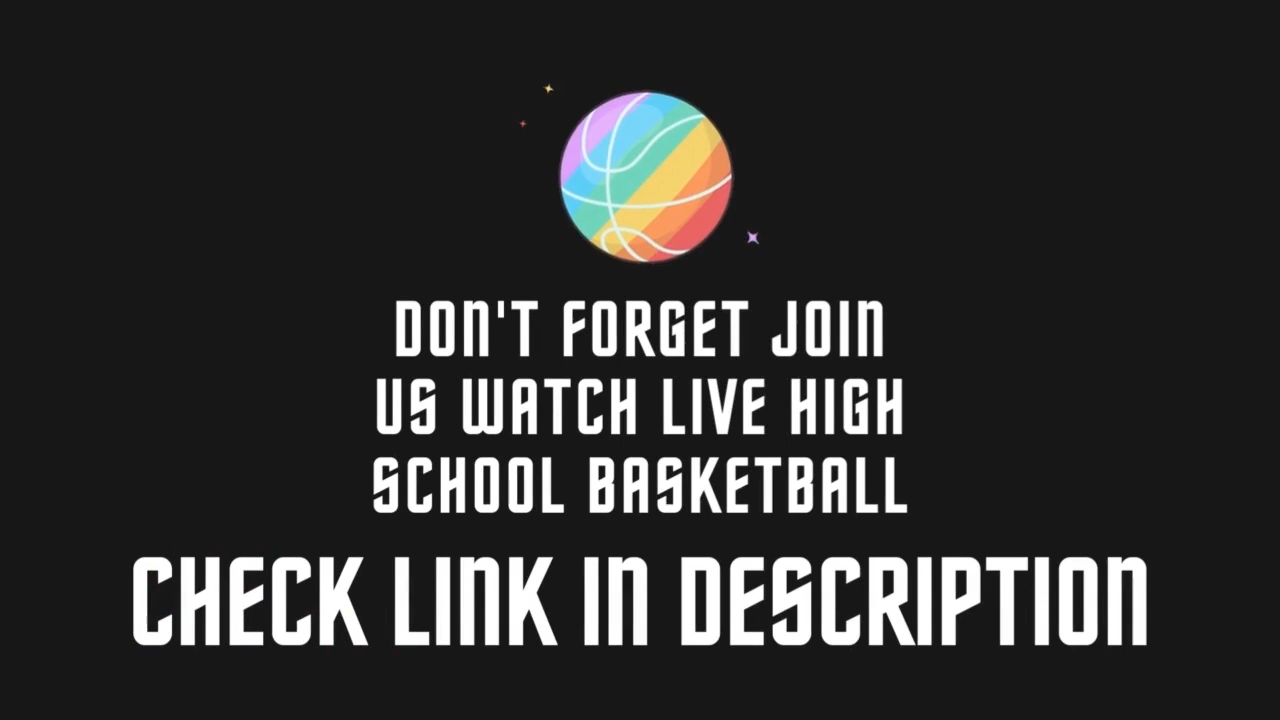 DON'T FORGET JOIN
US WATCH LIVE HIGH
SCHOOL BASKETBALL
CHECK LINK IN DESCRIPTION